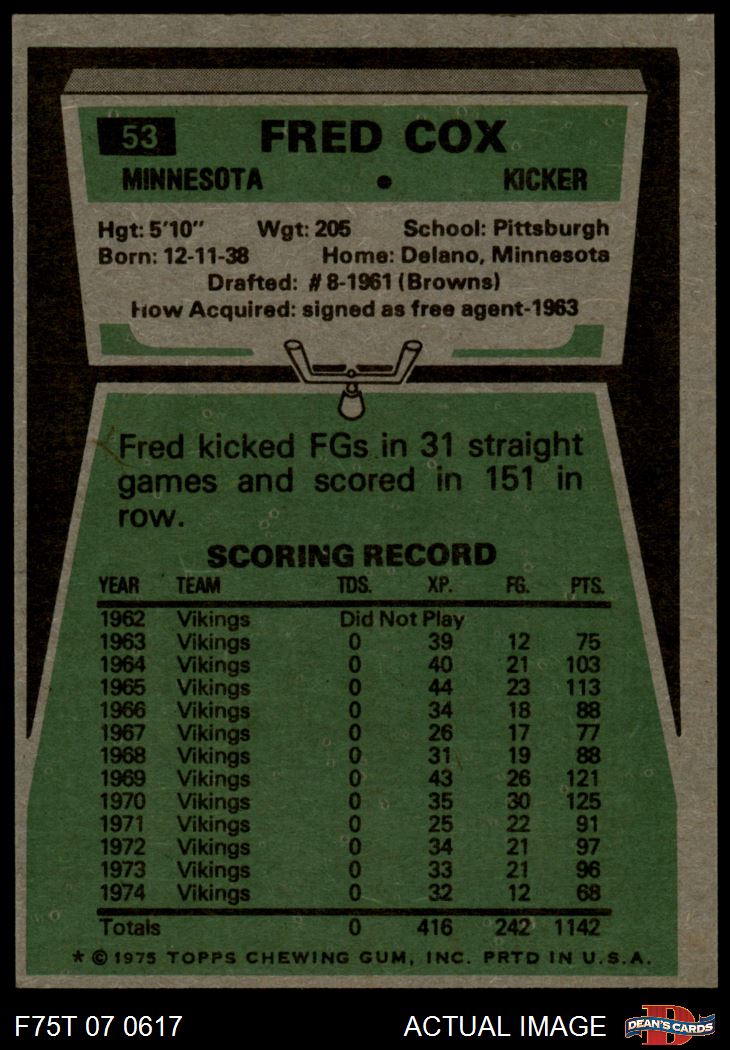 53 FRED COX
MINNESOTA • KICKER
Hgt: 5'10" Wgt: 205 School: Pittsburgh
Born: 12-11-38 Home: Delano, Minnesota
Drafted: #8-1961 (Browns)
How Acquired: signed as free agent-1963
Fred kicked FGs in 31 straight
games and scored in 151 in
row.
SCORING RECORD
YEAR TEAM TDS. XP. FG. PTS.
1962 Vikings Did Not Play
1963 Vikings 0 39 12 75
1964 Vikings 0 40 21 103
1965 Vikings 0 44 23 113
1966 Vikings 0 34 18 88
1967 Vikings 0 26 17 77
1968 Vikings 0 31 19 88
1969 Vikings 0 43 26 121
1970 Vikings 0 35 30 125
1971 Vikings 0 25 22 91
1972 Vikings 0 34 21 97
1973 Vikings 0 33 21 96
1974 Vikings 0 32 12 68
Totals 0 416 242 1142
* © 1975 TOPPS CHEWING GUM, INC. PRTD IN U.S.A.
F75T 07 0617 ACTUAL IMAGE D DEAN'S CARDS